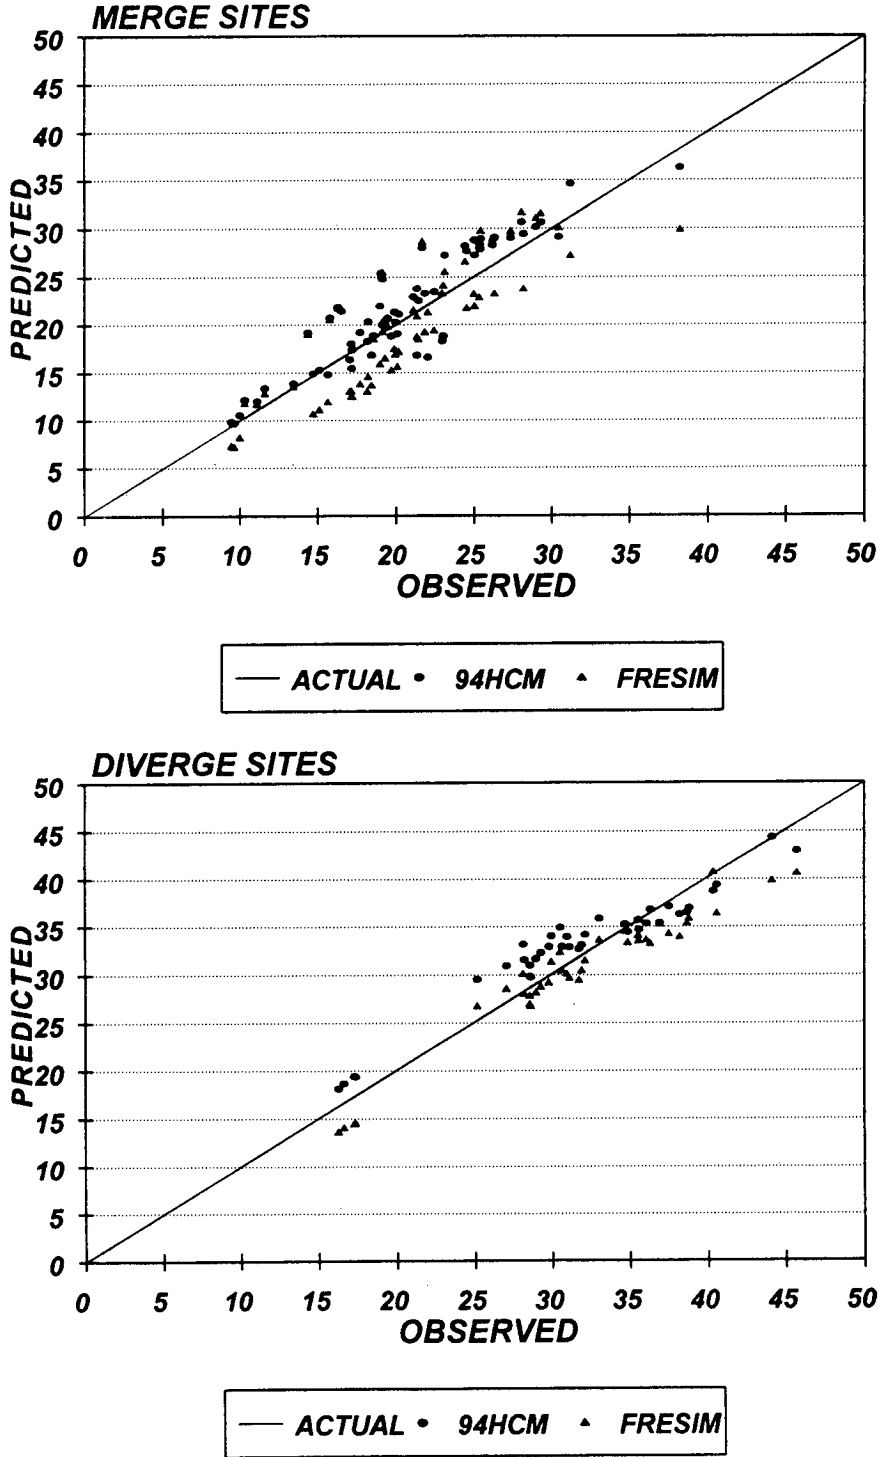 MERGE SITES
50
45
40
35
30
25
20
15
10
5
0
PREDICTED
0 5 10 15 20 25 30 35 40 45 50
OBSERVED
ACTUAL 94HCM FRESIM
DIVERGE SITES
50
45
40
35
30
25
20
15
10
5
0
PREDICTED
0 5 10 15 20 25 30 35 40 45 50
OBSERVED
ACTUAL 94HCM FRESIM